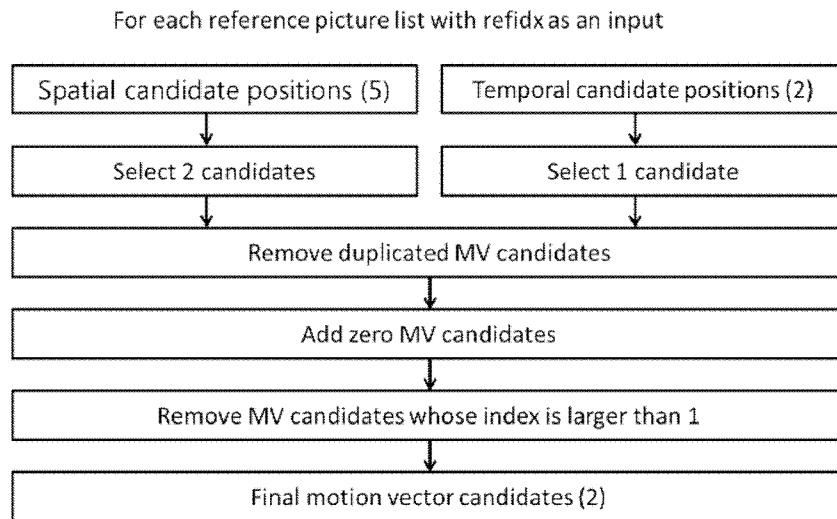 For each reference picture list with refidx as an input
Spatial candidate positions (5)
Temporal candidate positions (2)
Select 2 candidates
Select 1 candidate
Remove duplicated MV candidates
Add zero MV candidates
Remove MV candidates whose index is larger than 1
Final motion vector candidates (2)